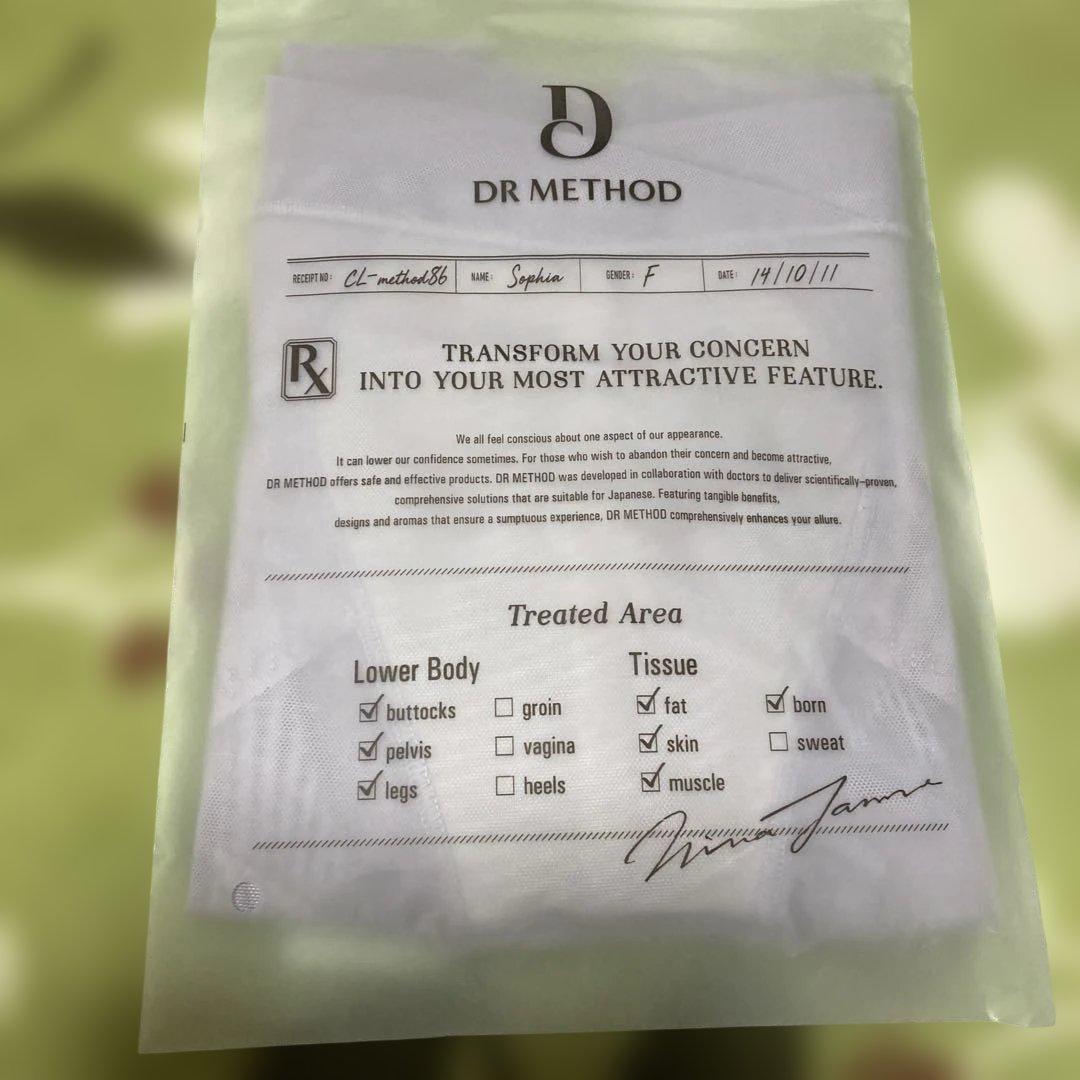 DC
DR METHOD
RECEIPT NO: CL-method86 NAME: Sophia GENDER: F DATE: 14/10/11
Rx TRANSFORM YOUR CONCERN
INTO YOUR MOST ATTRACTIVE FEATURE.
We all feel conscious about one aspect of our appearance.
It can lower our confidence sometimes. For those who wish to abandon their concern and become attractive,
DR METHOD offers safe and effective products. DR METHOD was developed in collaboration with doctors to deliver scientifically-proven,
comprehensive solutions that are suitable for Japanese. Featuring tangible benefits,
designs and aromas that ensure a sumptuous experience, DR METHOD comprehensively enhances your allure.
Treated Area
Lower Body Tissue
buttocks groin fat born
pelvis vagina skin sweat
legs heels muscle